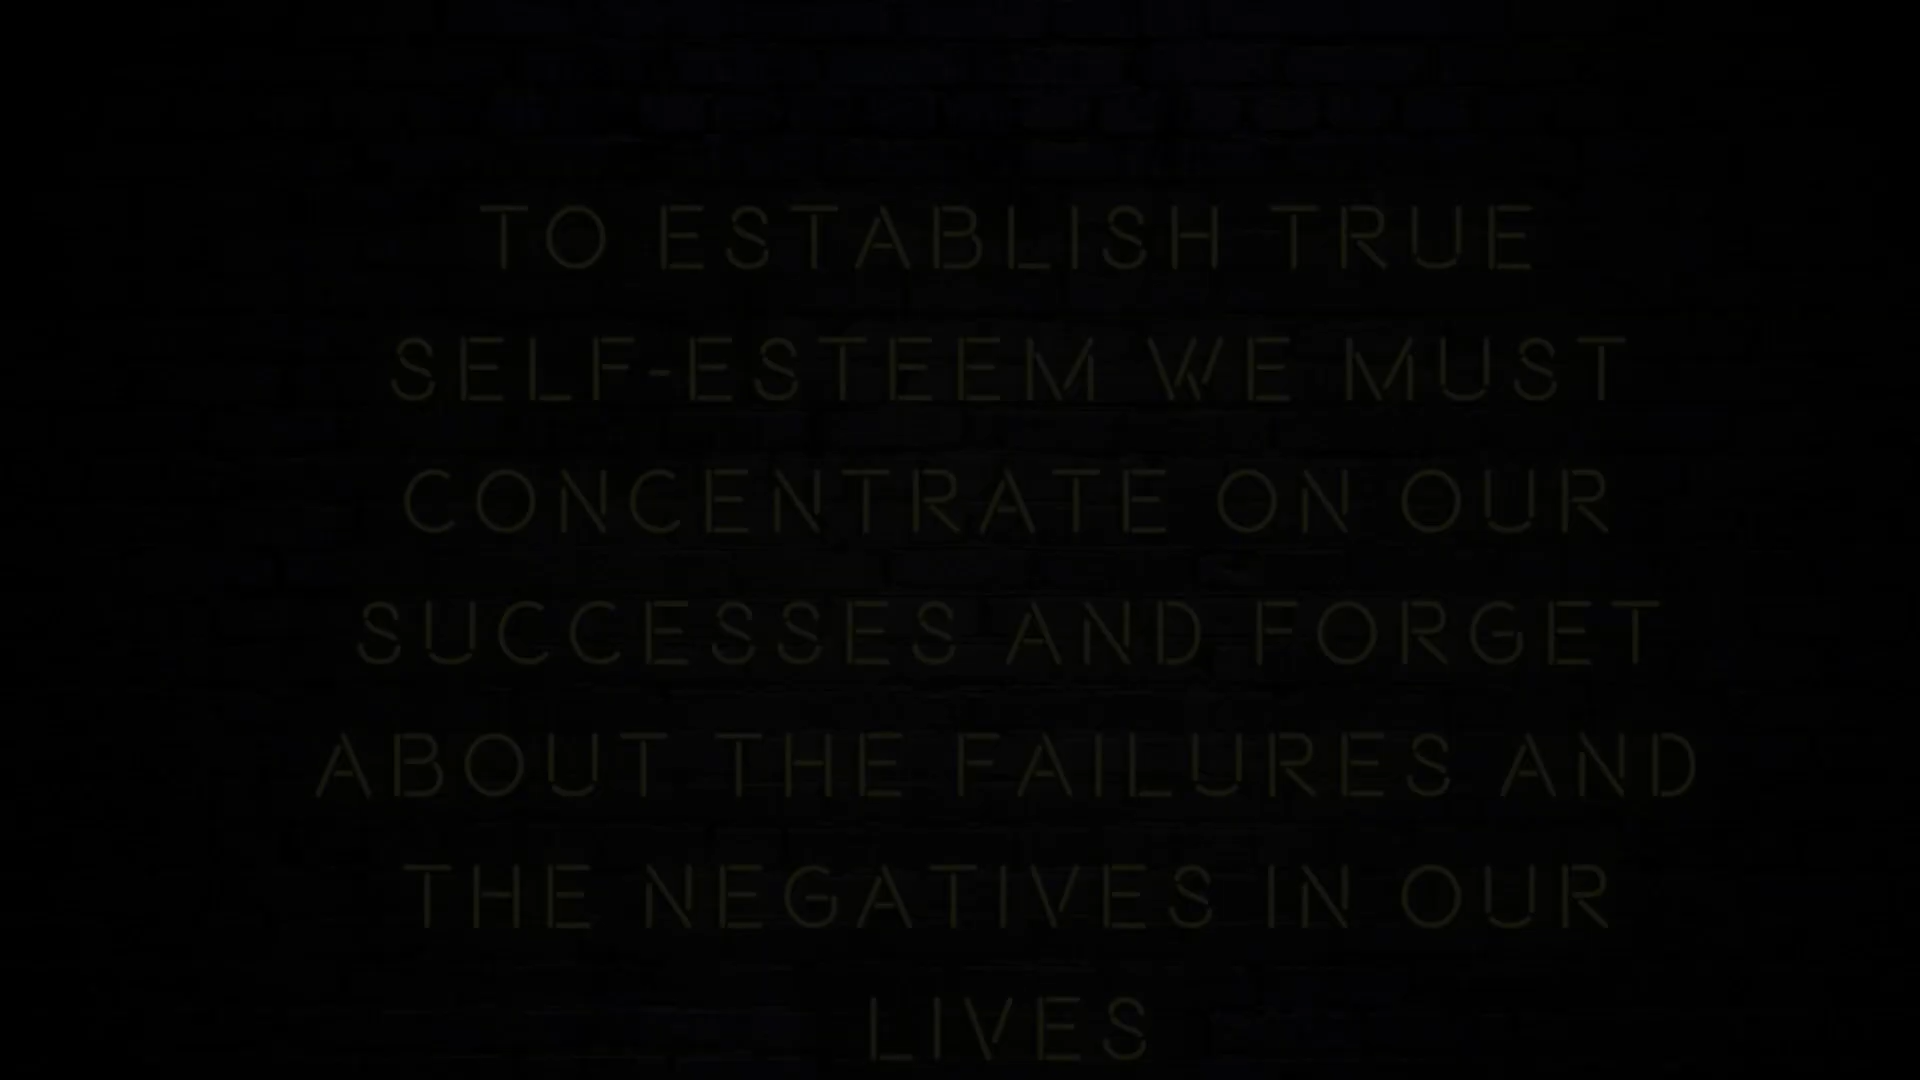 TO ESTABLISH TRUE
SELF-ESTEEM WE MUST
CONCENTRATE ON OUR
SUCCESSES AND FORGET
ABOUT THE FAILURES AND
THE NEGATIVES IN OUR
LIVES